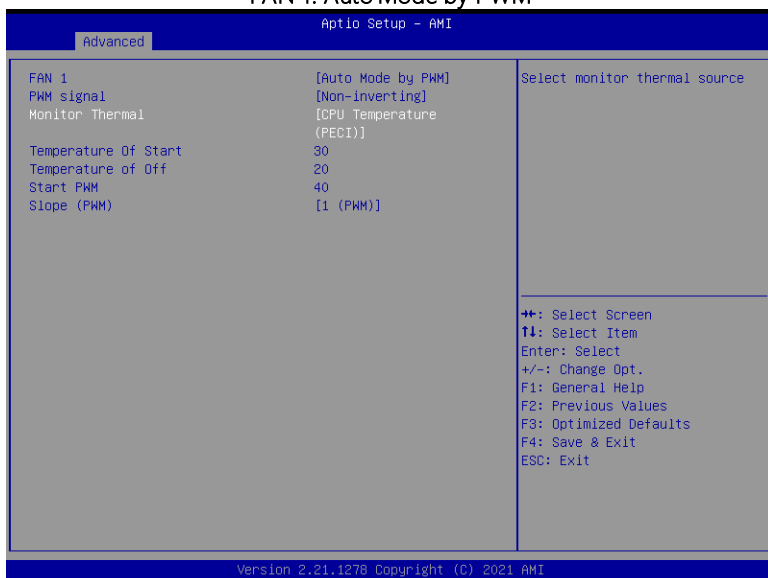 FAN 1: Auto Mode by PWM
Aptio Setup – AMI
Advanced
FAN 1 [Auto Mode by PWM]
PWM signal [Non-inverting]
Monitor Thermal [CPU Temperature
(PECI)]
Temperature Of Start 30
Temperature of Off 20
Start PWM 40
Slope (PWM) [1 (PWM)]
Select monitor thermal source
→←: Select Screen
↑↓: Select Item
Enter: Select
+/-: Change Opt.
F1: General Help
F2: Previous Values
F3: Optimized Defaults
F4: Save & Exit
ESC: Exit
Version 2.21.1278 Copyright (C) 2021 AMI